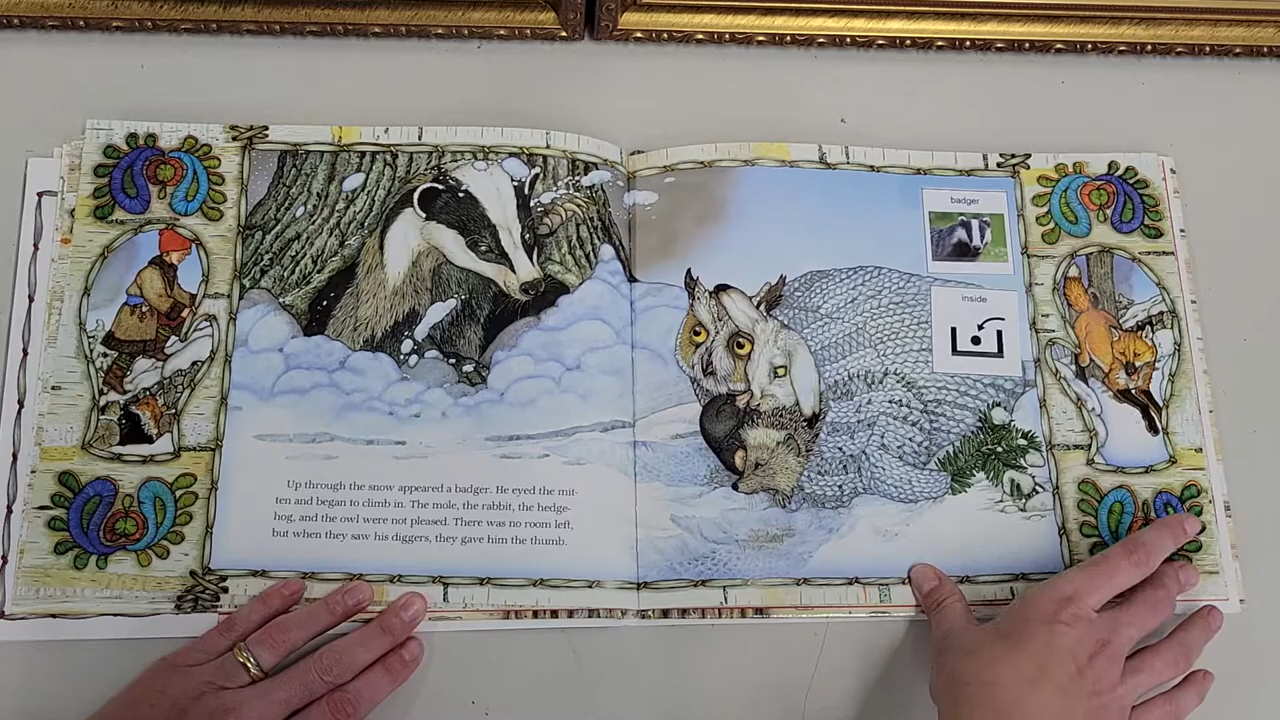 Up through the snow appeared a badger. He eyed the mit-
ten and began to climb in. The mole, the rabbit, the hedge-
hog, and the owl were not pleased. There was no room left,
but when they saw his diggers, they gave him the thumb.
badger
inside